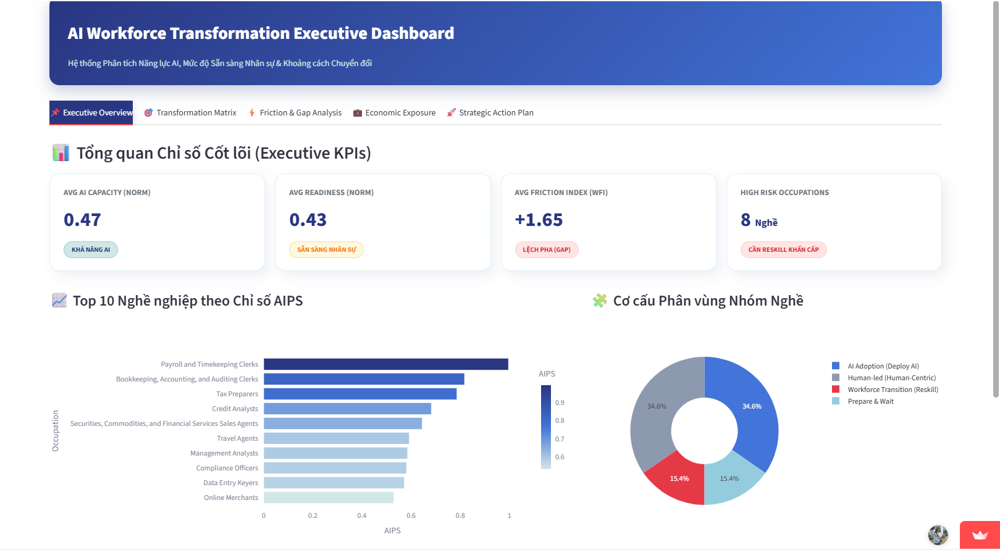 AI Workforce Transformation Executive Dashboard
Hệ thống Phân tích Năng lực AI, Mức độ Sẵn sàng Nhân sự & Khoảng cách Chuyển đổi
Executive Overview
Transformation Matrix
Friction & Gap Analysis
Economic Exposure
Strategic Action Plan
Tổng quan Chỉ số Cốt lõi (Executive KPIs)
AVG AI CAPACITY (NORM)
0.47
KHẢ NĂNG AI
AVG READINESS (NORM)
0.43
SẴN SÀNG NHÂN SỰ
AVG FRICTION INDEX (WFI)
+1.65
LỆCH PHA (GAP)
HIGH RISK OCCUPATIONS
8 Nghề
CẦN RESKILL KHẨN CẤP
Top 10 Nghề nghiệp theo Chỉ số AIPS
Occupation
Payroll and Timekeeping Clerks
Bookkeeping, Accounting, and Auditing Clerks
Tax Preparers
Credit Analysts
Securities, Commodities, and Financial Services Sales Agents
Travel Agents
Management Analysts
Compliance Officers
Data Entry Keyers
Online Merchants
0
0.2
0.4
0.6
0.8
1
AIPS
AIPS
0.9
0.8
0.7
0.6
Cơ cấu Phân vùng Nhóm Nghề
34.6%
34.6%
15.4%
15.4%
AI Adoption (Deploy AI)
Human-led (Human-Centric)
Workforce Transition (Reskill)
Prepare & Wait